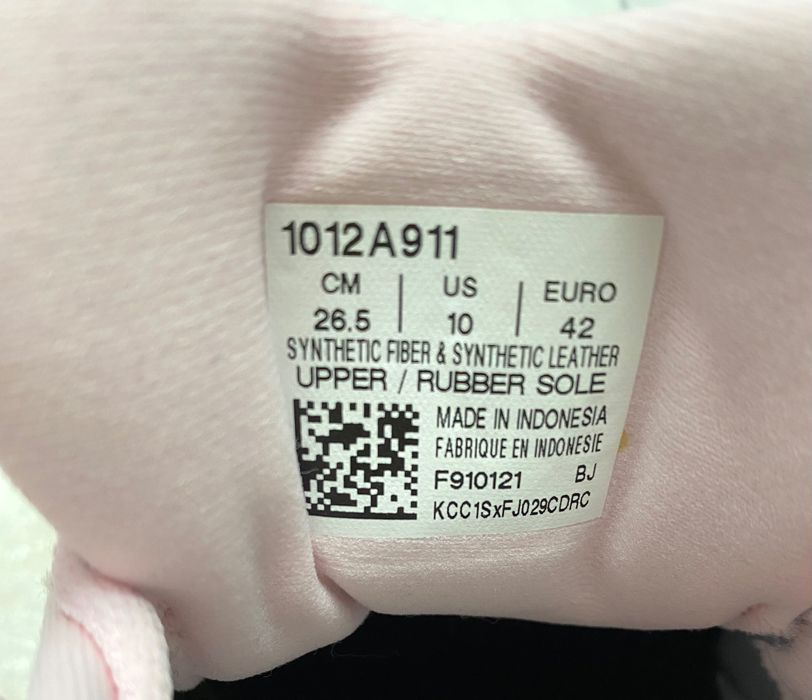 1012A911
CM | US | EURO
26.5 | 10 | 42
SYNTHETIC FIBER & SYNTHETIC LEATHER
UPPER / RUBBER SOLE
MADE IN INDONESIA
FABRIQUE EN INDONESIE
F910121 BJ
KCC1SxFJ029CDRC